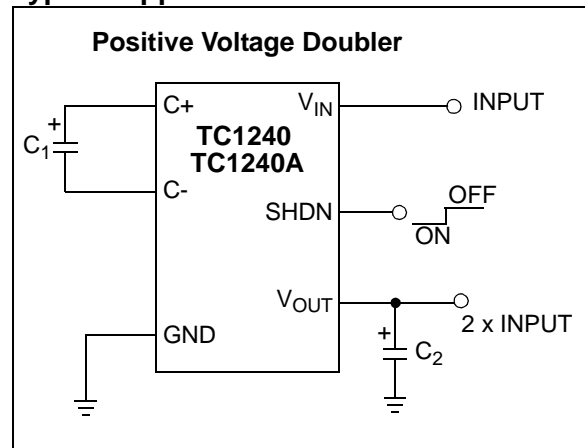 Positive Voltage Doubler
C+
VIN
INPUT
+
C1
TC1240
TC1240A
C-
SHDN
OFF
ON
VOUT
2 x INPUT
GND
+
C2